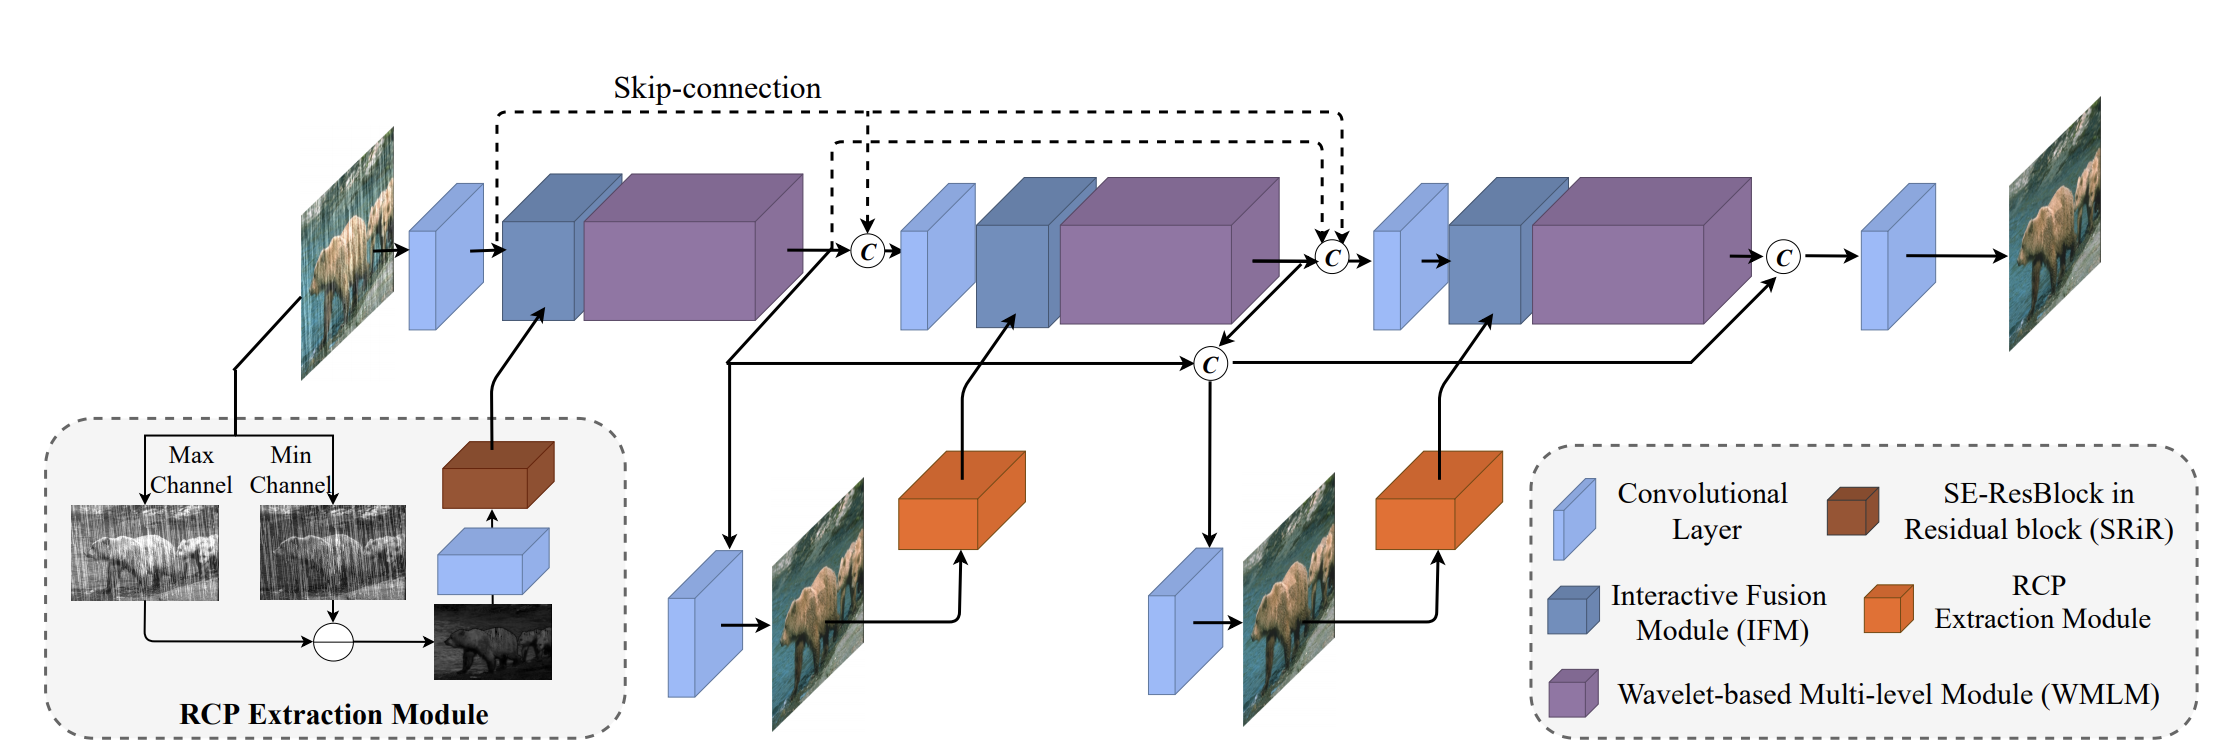 Skip-connection
C
C
C
C
Max
Channel
Min
Channel
RCP Extraction Module
Convolutional
Layer
SE-ResBlock in
Residual block (SRiR)
Interactive Fusion
Module (IFM)
RCP
Extraction Module
Wavelet-based Multi-level Module (WMLM)